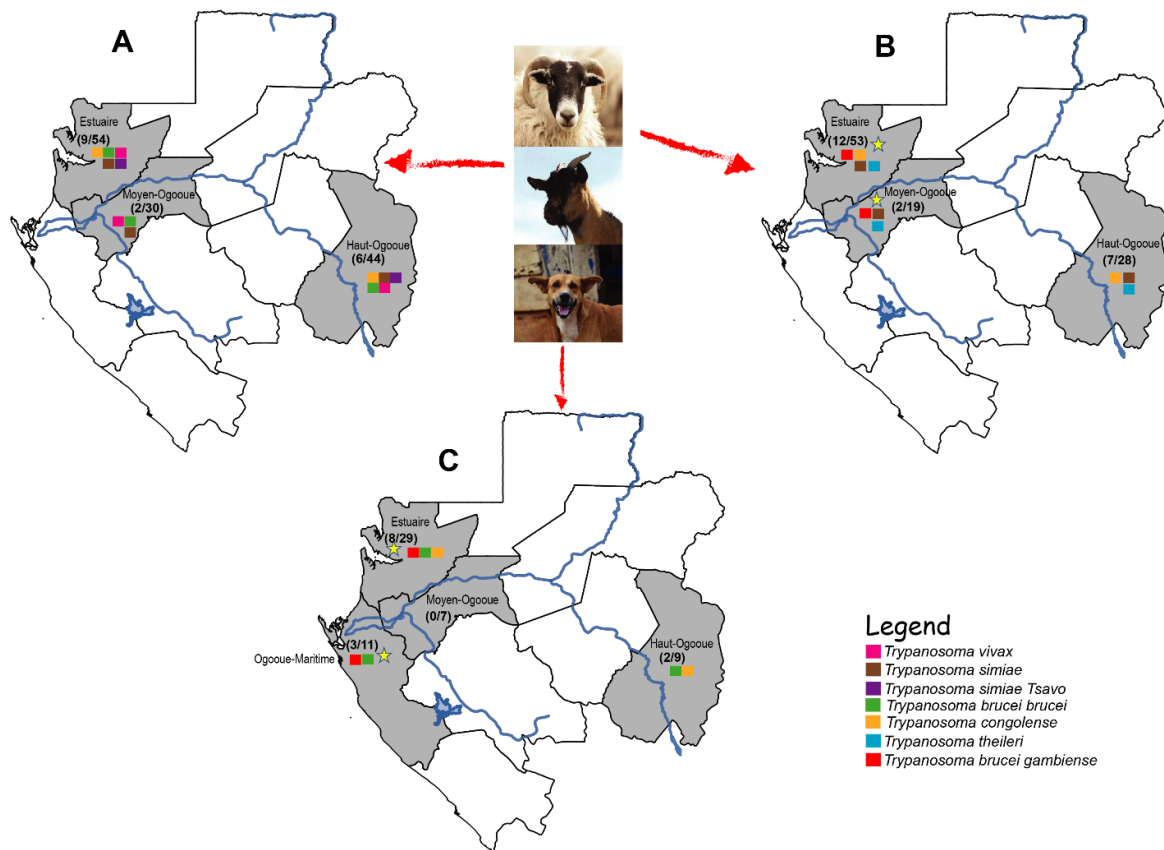 A
Estuaire
(9/54)
Moyen-Ogooue
(2/30)
Haut-Ogooue
(6/44)
B
Estuaire
(12/53)
Moyen-Ogooue
(2/19)
Haut-Ogooue
(7/28)
C
Estuaire
(8/29)
Moyen-Ogooue
(0/7)
Ogooue-Maritime
(3/11)
Haut-Ogooue
(2/9)
Legend
Trypanosoma vivax
Trypanosoma simiae
Trypanosoma simiae Tsavo
Trypanosoma brucei brucei
Trypanosoma congolense
Trypanosoma theileri
Trypanosoma brucei gambiense